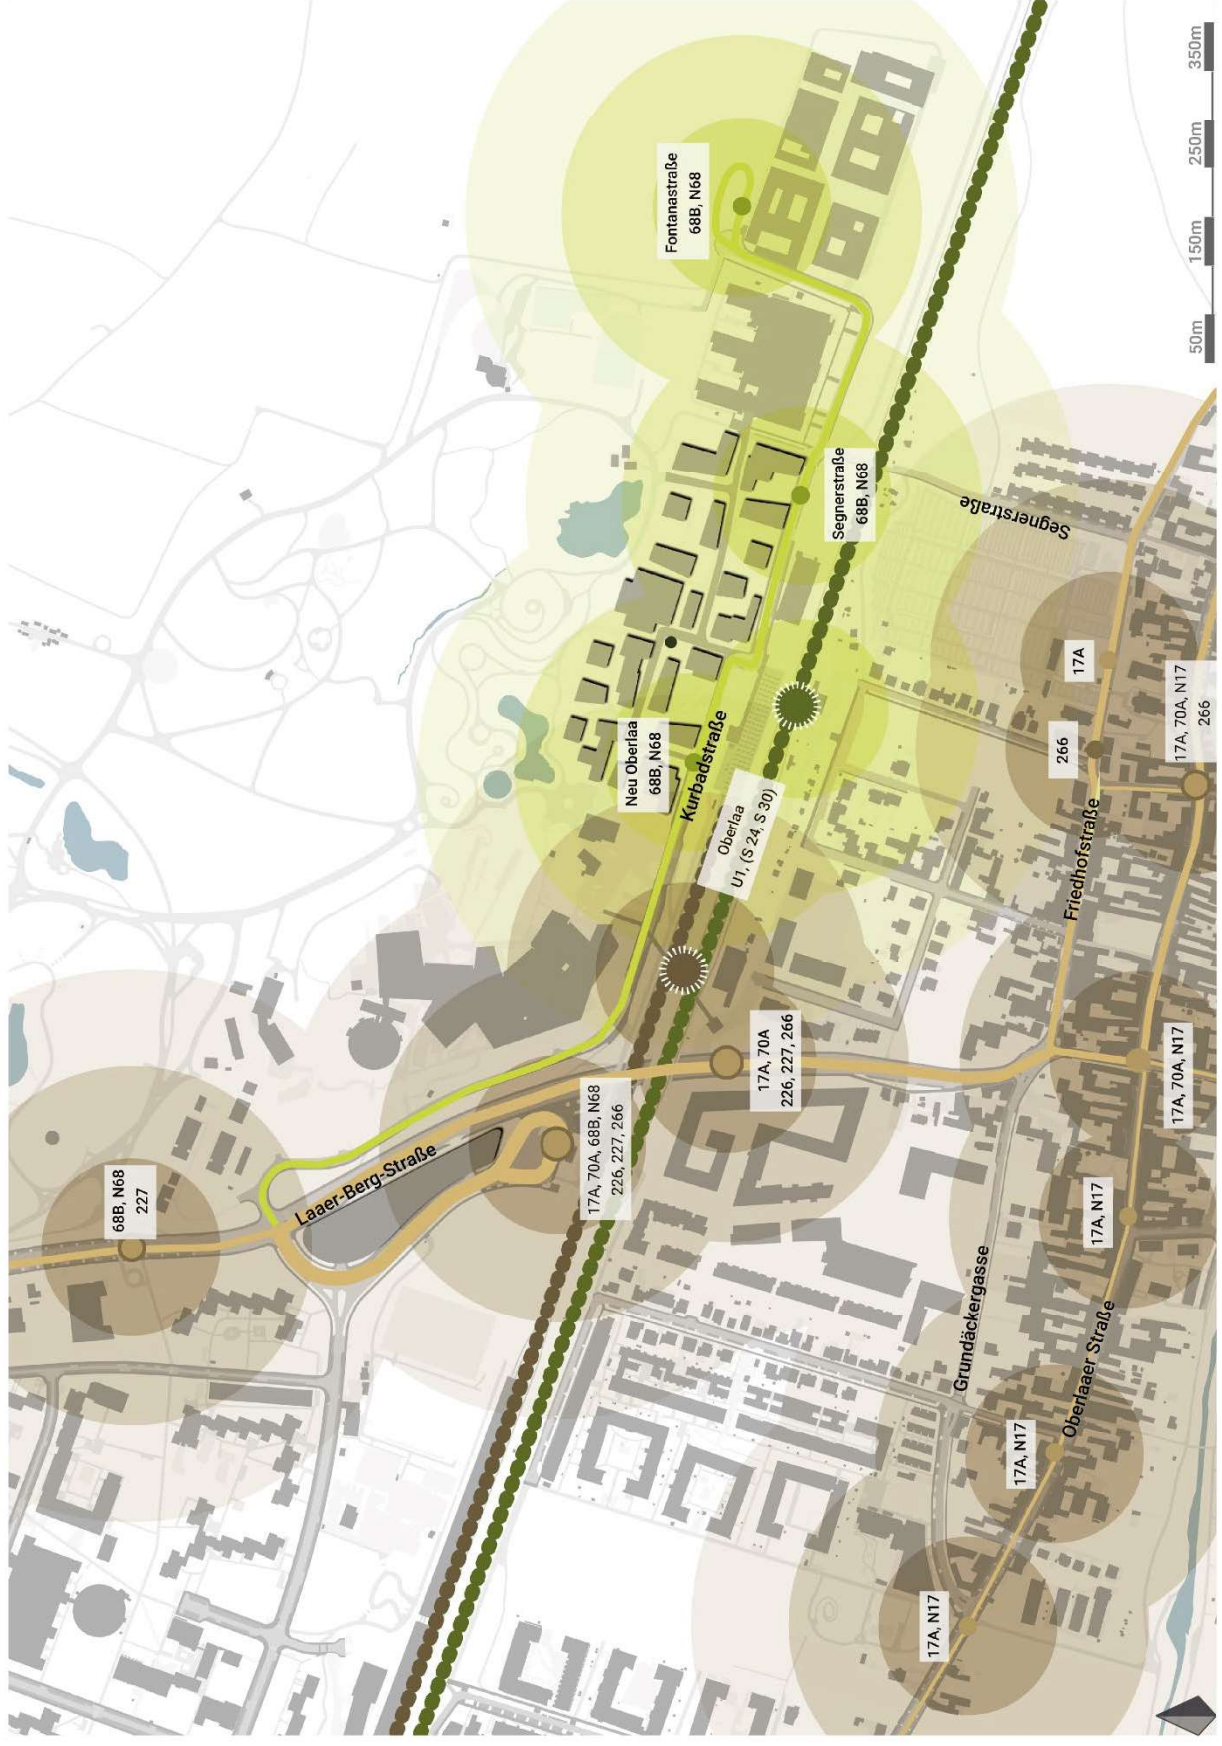 68B, N68
227
Laaer-Berg-Straße
17A, 70A, 68B, N68
226, 227, 266
17A, 70A
226, 227, 266
Oberlaa
U1, (S 24, S 30)
Neu Oberlaa
68B, N68
Kurbadstraße
Segnerstraße
68B, N68
Fontanastraße
68B, N68
Segnerstraße
17A, N17
17A, N17
Grundäckergasse
Oberlaaer Straße
17A, N17
17A, 70A, N17
Friedhofstraße
266
17A
17A, 70A, N17
266
50m
150m
250m
350m